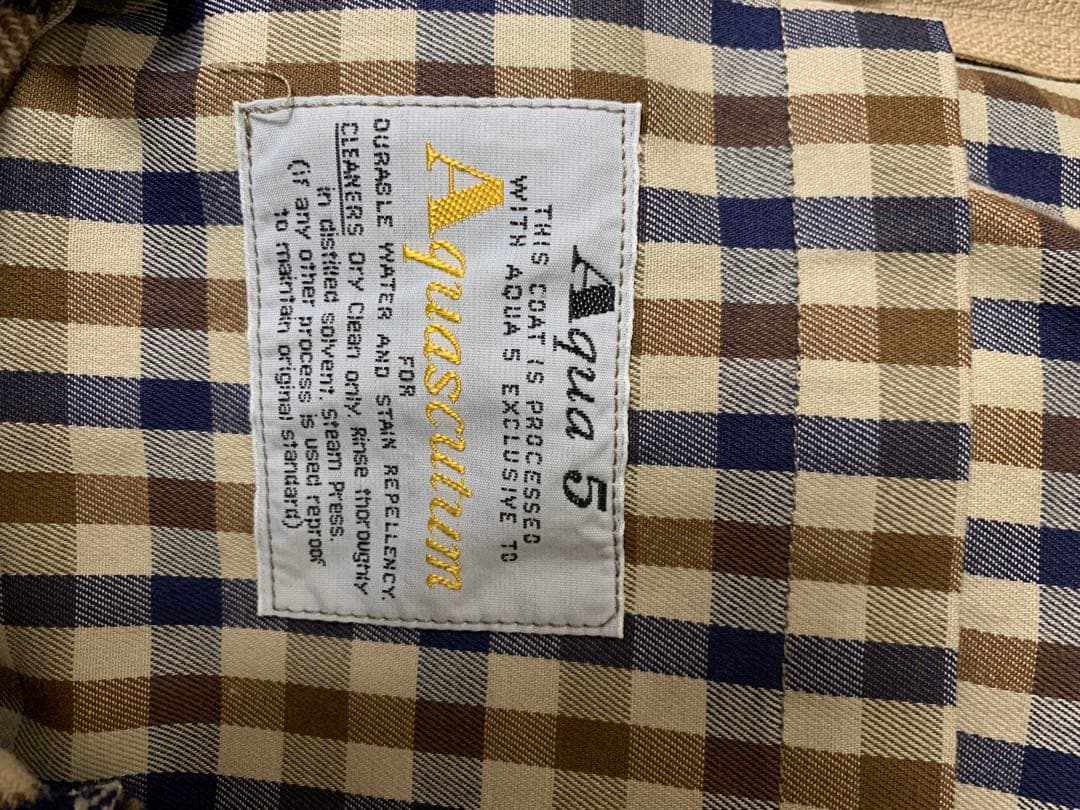 Aqua 5
THIS COAT IS PROCESSED
WITH AQUA 5 EXCLUSIVE TO
Aquascutum
FOR
DURABLE WATER AND STAIN REPELLENCY.
CLEANERS Dry Clean only. Rinse thoroughly
in distilled solvent. Steam Press.
(If any other process is used reproof
to maintain original standard)